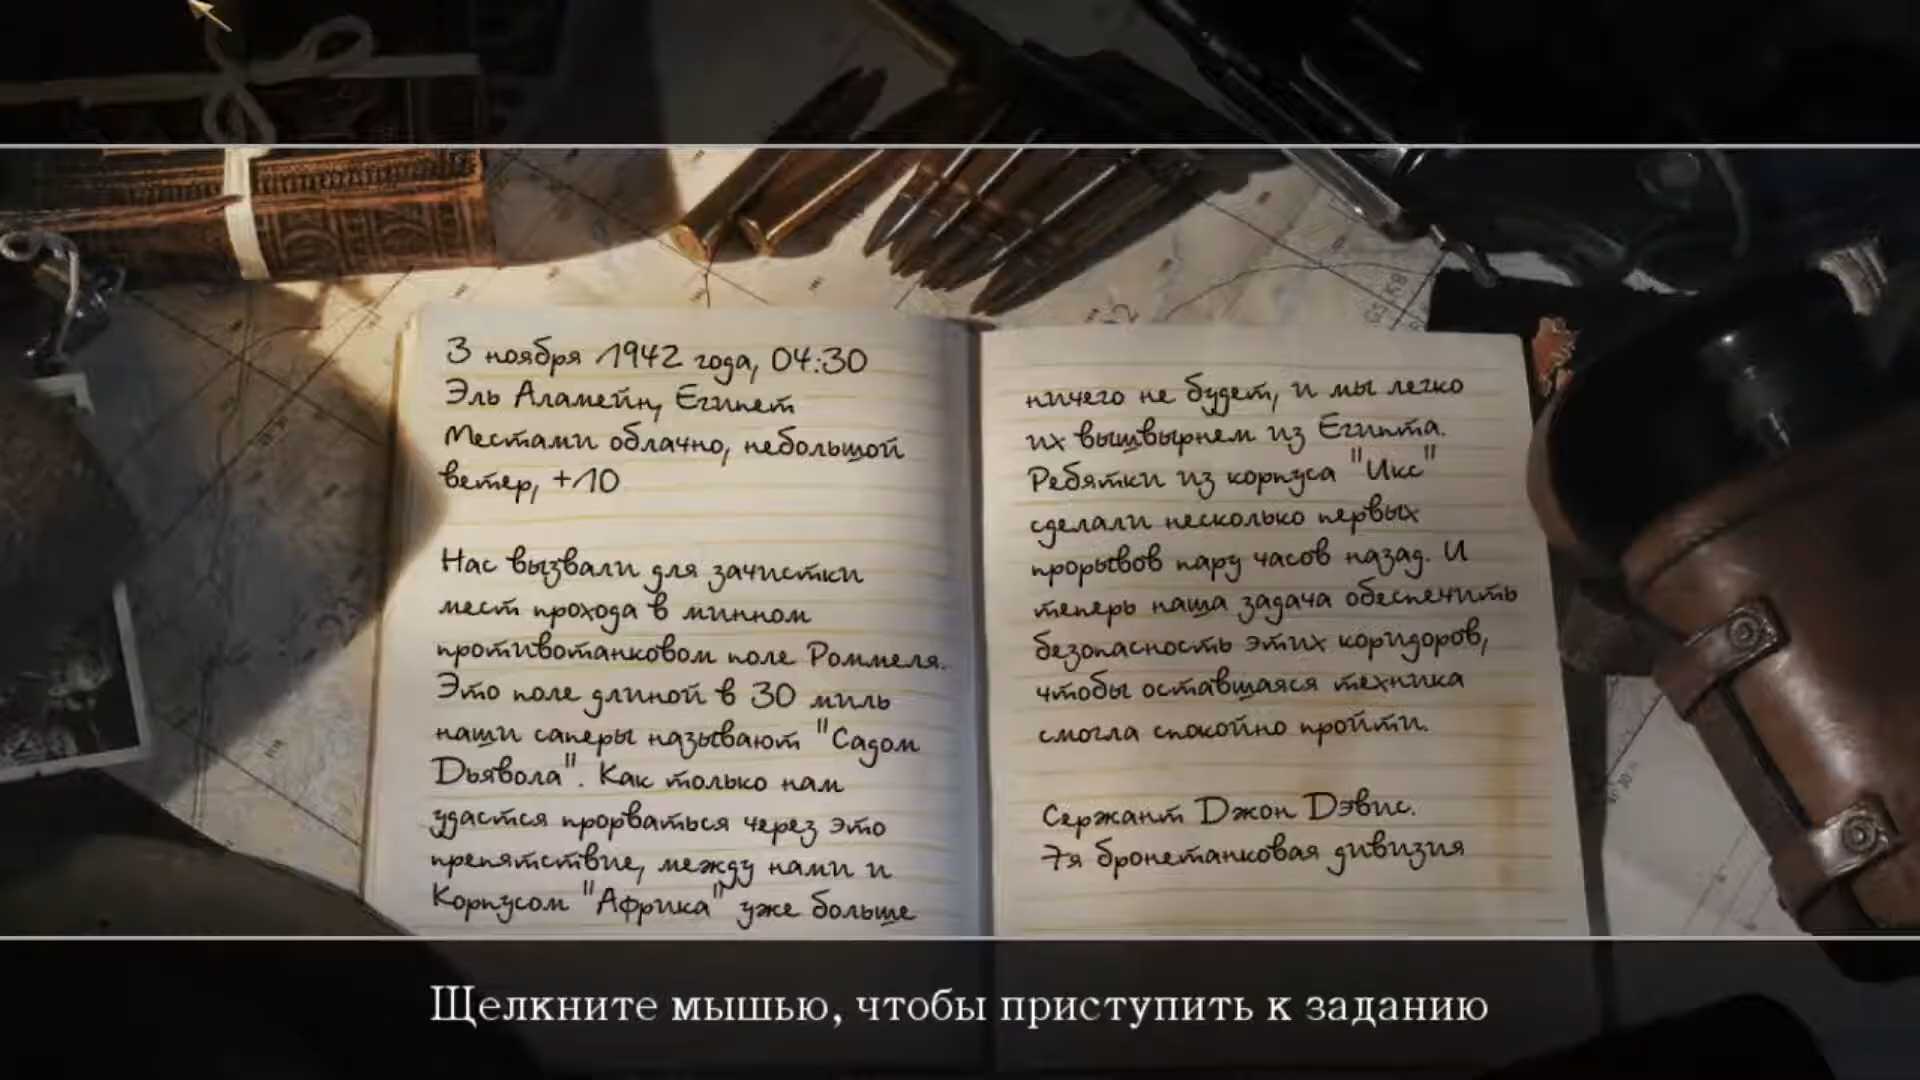 3 ноября 1942 года, 04:30
Эль Аламейн, Египет
Местами облачно, небольшой
ветер, +10
Нас вызвали для зачистки
мест прохода в минном
противотанковом поле Роммеля.
Это поле длиной в 30 миль
наши саперы называют "Садом
Дьявола". Как только нам
удастся прорваться через это
препятствие, между нами и
Корпусом "Африка" уже больше
ничего не будет, и мы легко
их вышвырнем из Египта.
Ребятки из корпуса "Икс"
сделали несколько первых
прорывов пару часов назад. И
теперь наша задача обеспечить
безопасность этих коридоров,
чтобы оставшаяся техника
смогла спокойно пройти.
Сержант Джон Дэвис.
7я бронетанковая дивизия
Щелкните мышью, чтобы приступить к заданию